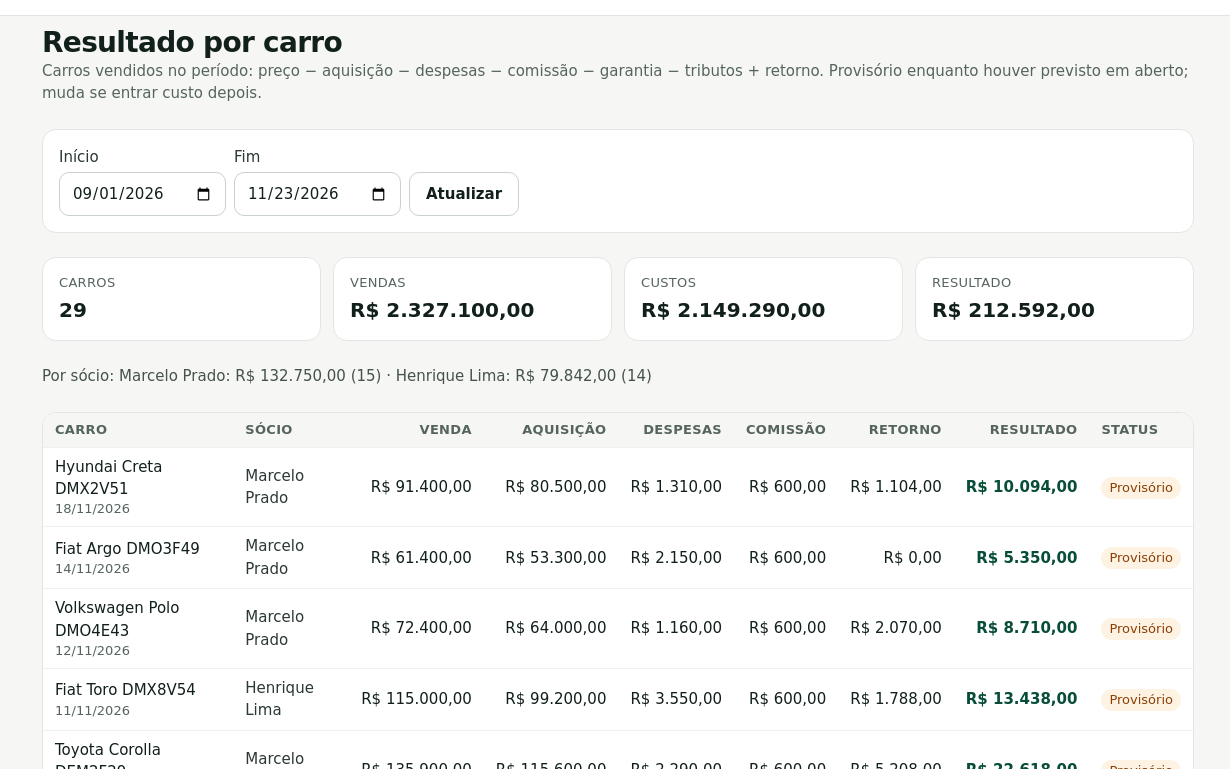 Resultado por carro
Carros vendidos no período: preço − aquisição − despesas − comissão − garantia − tributos + retorno. Provisório enquanto houver previsto em aberto;
muda se entrar custo depois.
Início Fim
09/01/2026 11/23/2026 Atualizar
CARROS VENDAS CUSTOS RESULTADO
29 R$ 2.327.100,00 R$ 2.149.290,00 R$ 212.592,00
Por sócio: Marcelo Prado: R$ 132.750,00 (15) · Henrique Lima: R$ 79.842,00 (14)
CARRO SÓCIO VENDA AQUISIÇÃO DESPESAS COMISSÃO RETORNO RESULTADO STATUS
Hyundai Creta
DMX2V51
18/11/2026
Marcelo
Prado
R$ 91.400,00 R$ 80.500,00 R$ 1.310,00 R$ 600,00 R$ 1.104,00 R$ 10.094,00 Provisório
Fiat Argo DMO3F49
14/11/2026
Marcelo
Prado
R$ 61.400,00 R$ 53.300,00 R$ 2.150,00 R$ 600,00 R$ 0,00 R$ 5.350,00 Provisório
Volkswagen Polo
DMO4E43
12/11/2026
Marcelo
Prado
R$ 72.400,00 R$ 64.000,00 R$ 1.160,00 R$ 600,00 R$ 2.070,00 R$ 8.710,00 Provisório
Fiat Toro DMX8V54
11/11/2026
Henrique
Lima
R$ 115.000,00 R$ 99.200,00 R$ 3.550,00 R$ 600,00 R$ 1.788,00 R$ 13.438,00 Provisório
Toyota Corolla
Marcelo